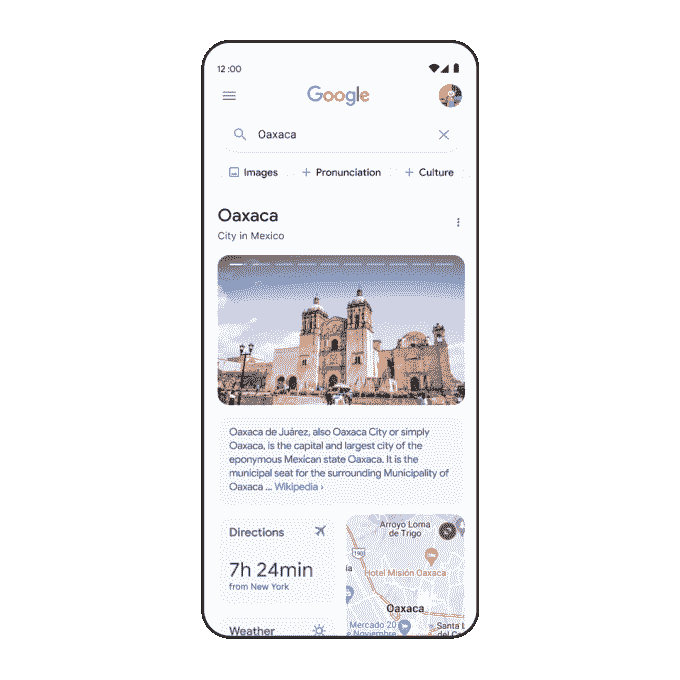 12:00
Google
Oaxaca
Images
Pronunciation
Culture
Oaxaca
City in Mexico
Oaxaca de Juárez, also Oaxaca City or simply
Oaxaca, is the capital and largest city of the
eponymous Mexican state Oaxaca. It is the
municipal seat for the surrounding Municipality of
Oaxaca ... Wikipedia ›
Directions
7h 24min
from New York
Weather
Arroyo Loma
de Trigo
190
ia
Hotel Misión Oaxaca
Oaxaca
Mercado 20
de Noviembre
Santa L
del Ca